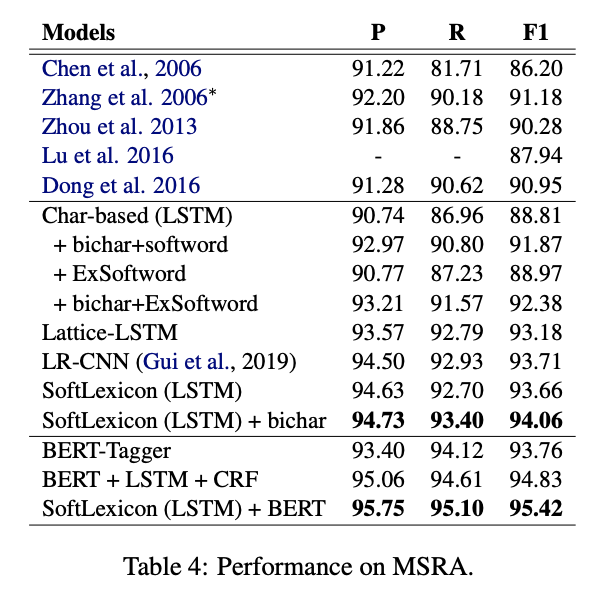 Models P R F1
Chen et al., 2006 91.22 81.71 86.20
Zhang et al. 2006* 92.20 90.18 91.18
Zhou et al. 2013 91.86 88.75 90.28
Lu et al. 2016 - - 87.94
Dong et al. 2016 91.28 90.62 90.95
Char-based (LSTM) 90.74 86.96 88.81
+ bichar+softword 92.97 90.80 91.87
+ ExSoftword 90.77 87.23 88.97
+ bichar+ExSoftword 93.21 91.57 92.38
Lattice-LSTM 93.57 92.79 93.18
LR-CNN (Gui et al., 2019) 94.50 92.93 93.71
SoftLexicon (LSTM) 94.63 92.70 93.66
SoftLexicon (LSTM) + bichar 94.73 93.40 94.06
BERT-Tagger 93.40 94.12 93.76
BERT + LSTM + CRF 95.06 94.61 94.83
SoftLexicon (LSTM) + BERT 95.75 95.10 95.42
Table 4: Performance on MSRA.